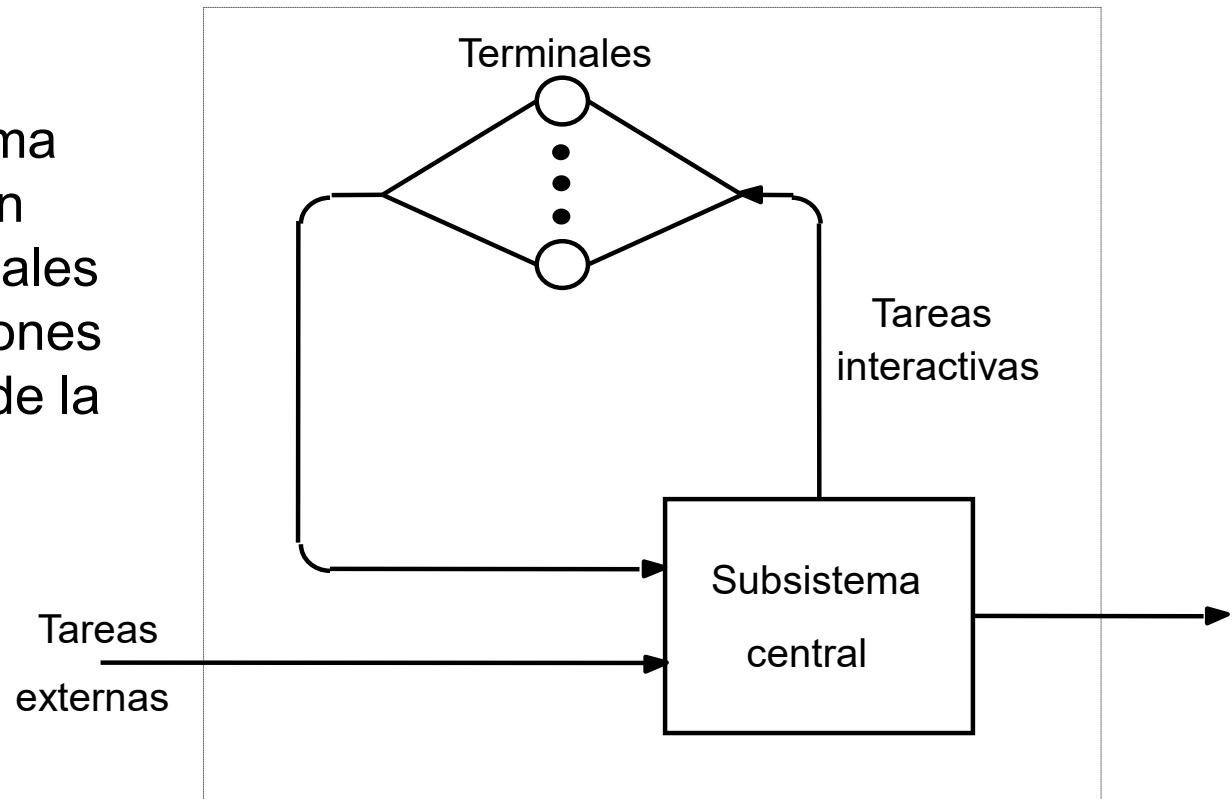 ma
n
ales
ones
de la
Terminales
Tareas
interactivas
Subsistema
central
Tareas
externas